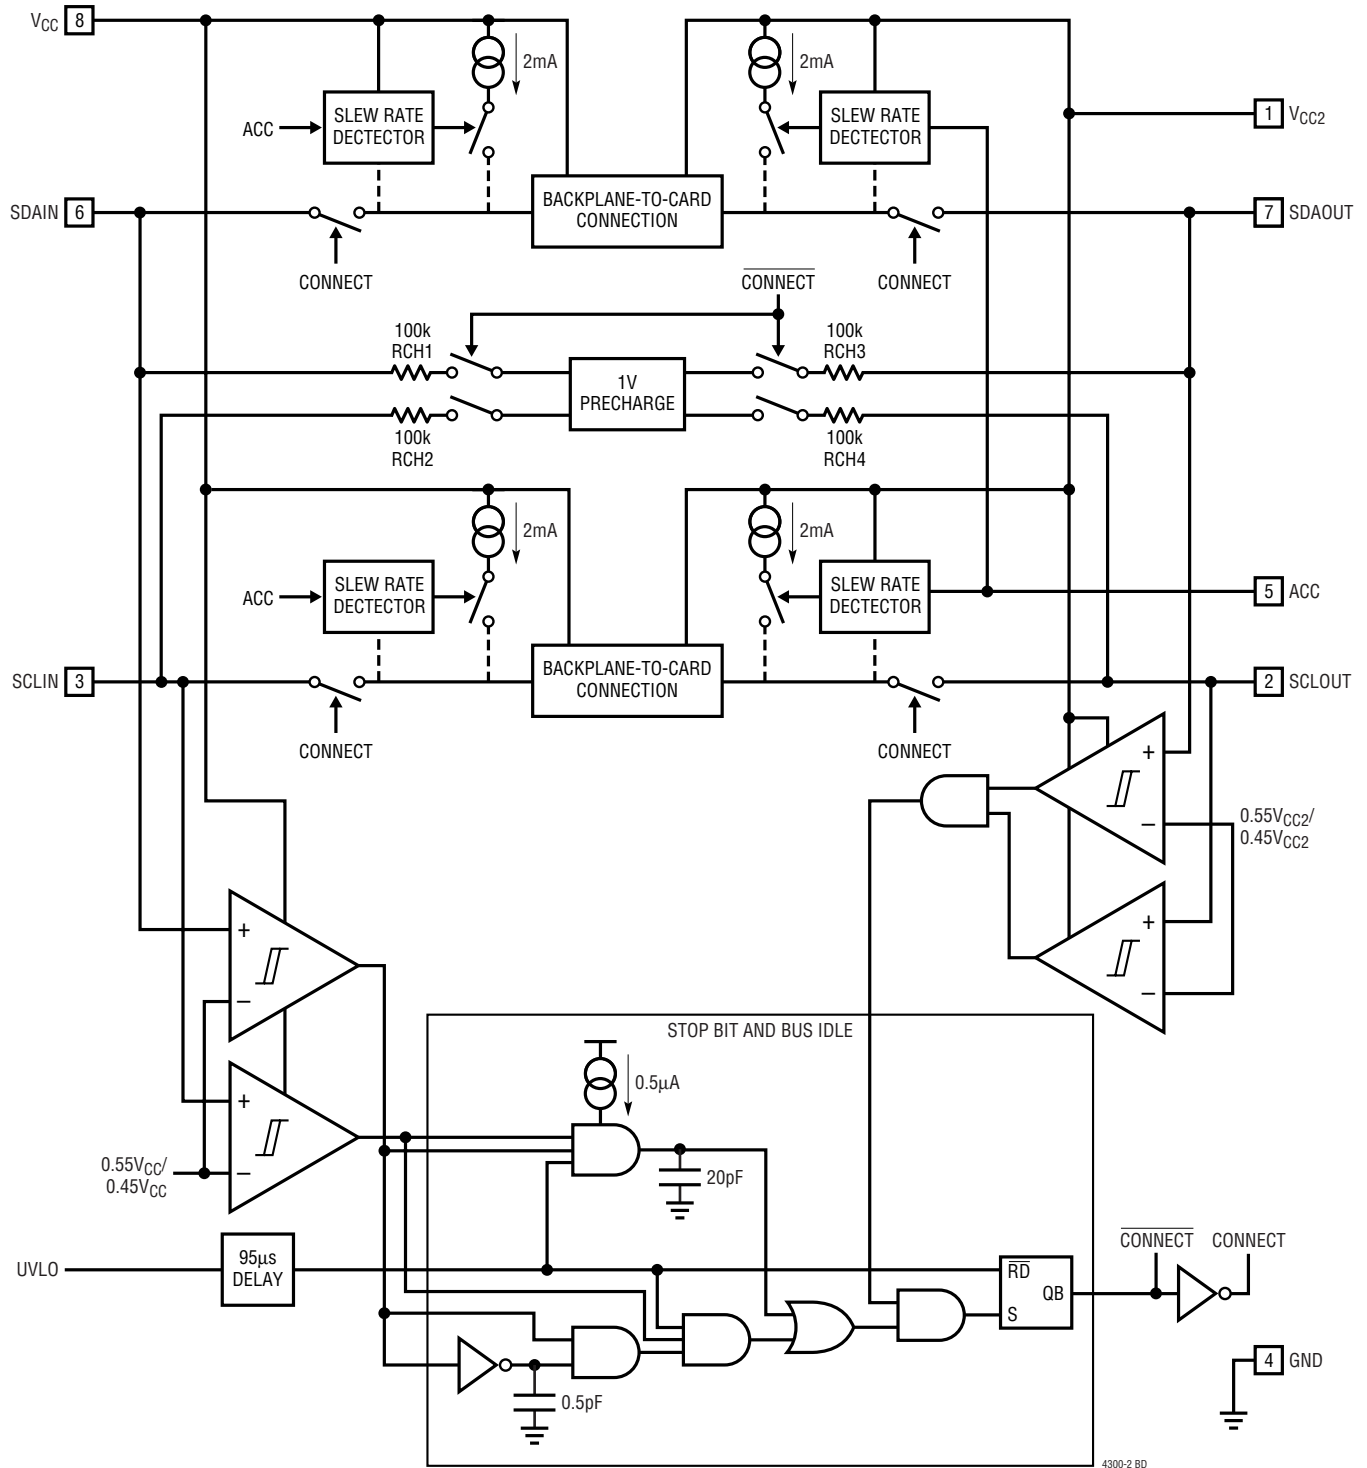 VCC 8
1 VCC2
2mA
2mA
ACC
SLEW RATE
DECTECTOR
SLEW RATE
DECTECTOR
SDAIN 6
BACKPLANE-TO-CARD
CONNECTION
7 SDAOUT
CONNECT
CONNECT
CONNECT
100k
RCH1
100k
RCH3
1V
PRECHARGE
100k
RCH2
100k
RCH4
2mA
2mA
ACC
SLEW RATE
DECTECTOR
SLEW RATE
DECTECTOR
5 ACC
SCLIN 3
BACKPLANE-TO-CARD
CONNECTION
2 SCLOUT
CONNECT
CONNECT
+
–
0.55VCC2/
0.45VCC2
+
–
+
–
STOP BIT AND BUS IDLE
0.5µA
+
–
0.55VCC/
0.45VCC
20pF
UVLO
95µs
DELAY
RD
QB
S
CONNECT
CONNECT
4 GND
0.5pF
4300-2 BD